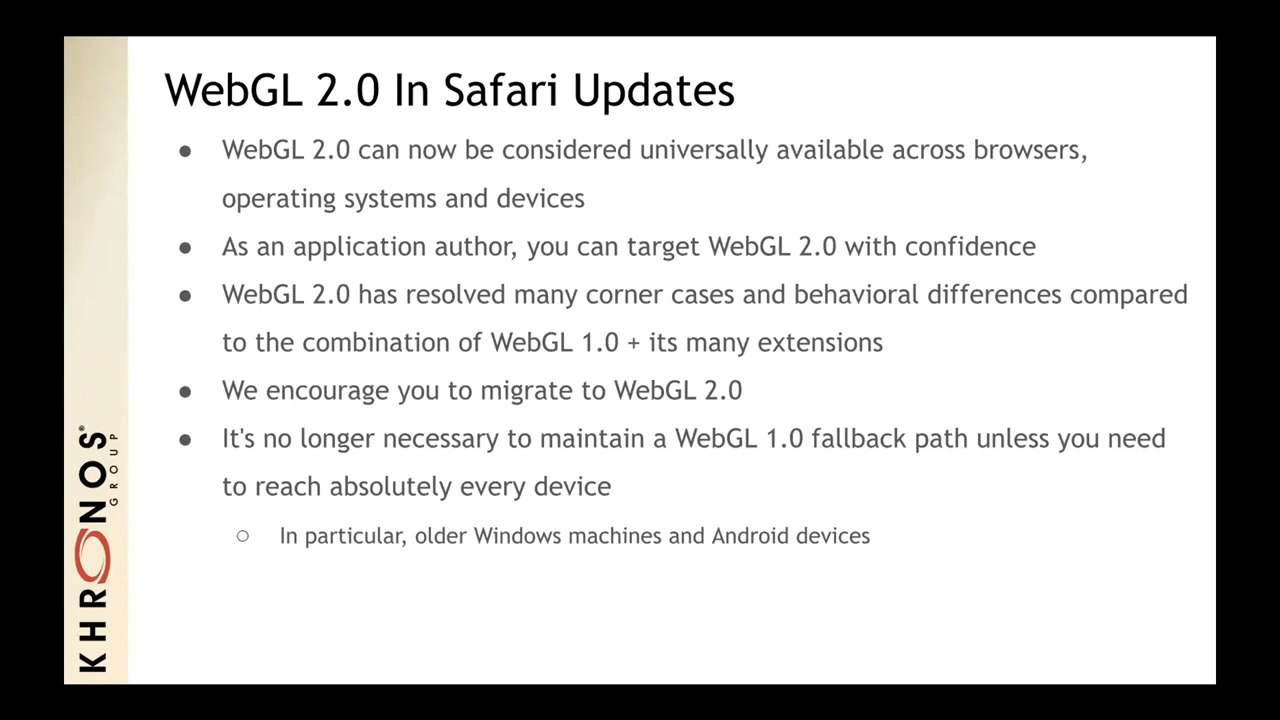 WebGL 2.0 In Safari Updates
● WebGL 2.0 can now be considered universally available across browsers,
operating systems and devices
● As an application author, you can target WebGL 2.0 with confidence
● WebGL 2.0 has resolved many corner cases and behavioral differences compared
to the combination of WebGL 1.0 + its many extensions
● We encourage you to migrate to WebGL 2.0
● It's no longer necessary to maintain a WebGL 1.0 fallback path unless you need
to reach absolutely every device
○ In particular, older Windows machines and Android devices
KHRONOS®
GROUP